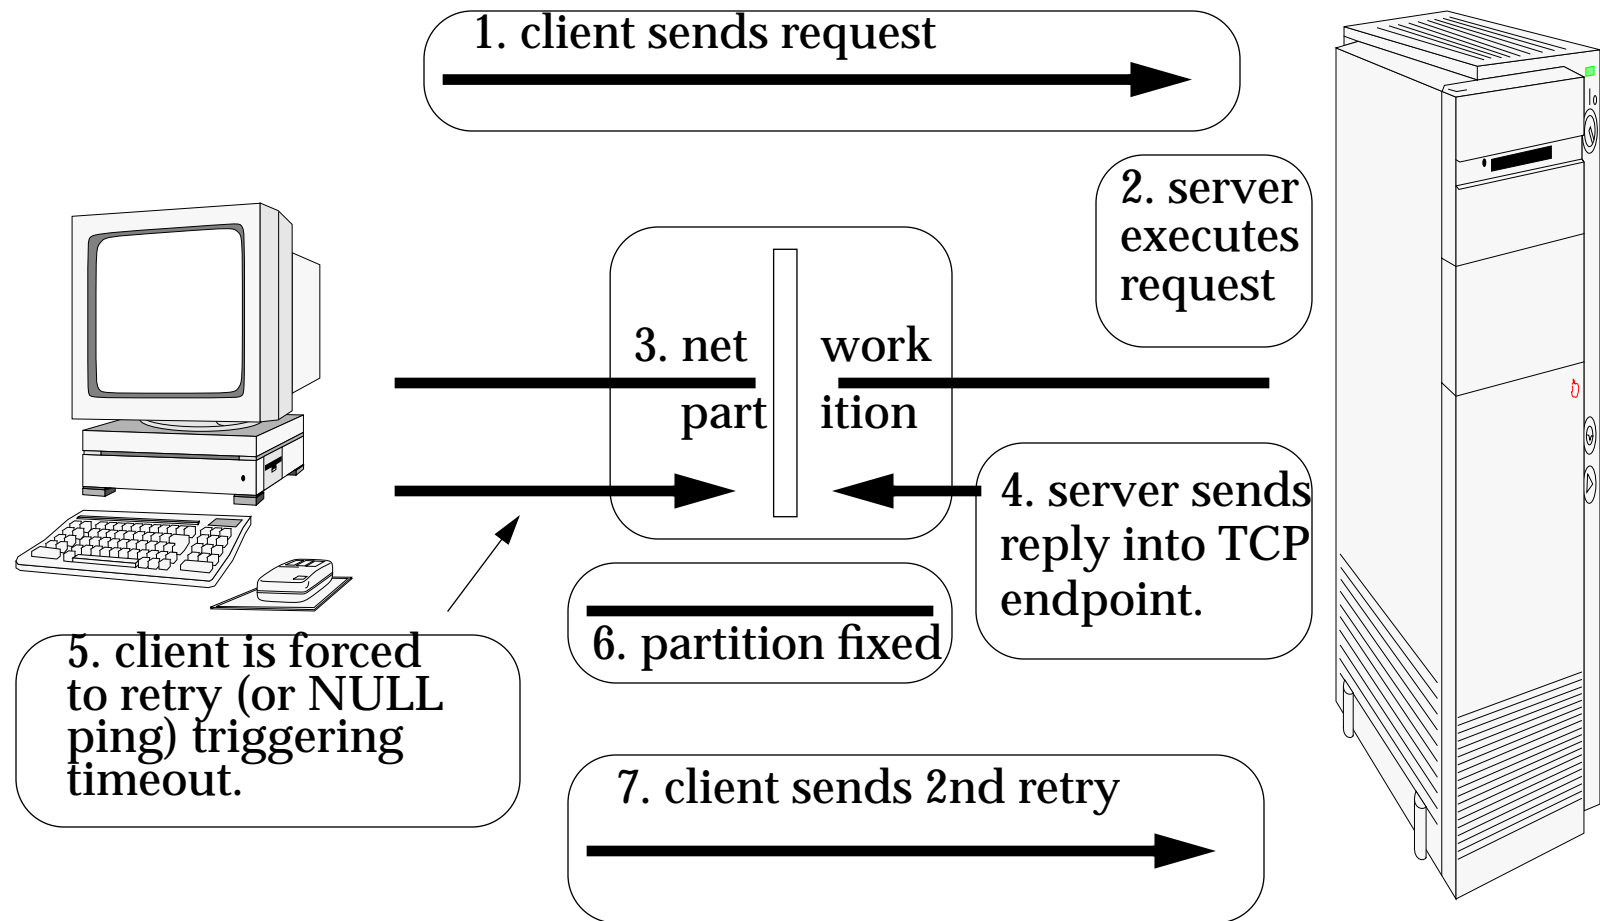 1. client sends request
2. server
executes
request
3. net work
part ition
4. server sends
reply into TCP
endpoint.
5. client is forced
to retry (or NULL
ping) triggering
timeout.
6. partition fixed
7. client sends 2nd retry